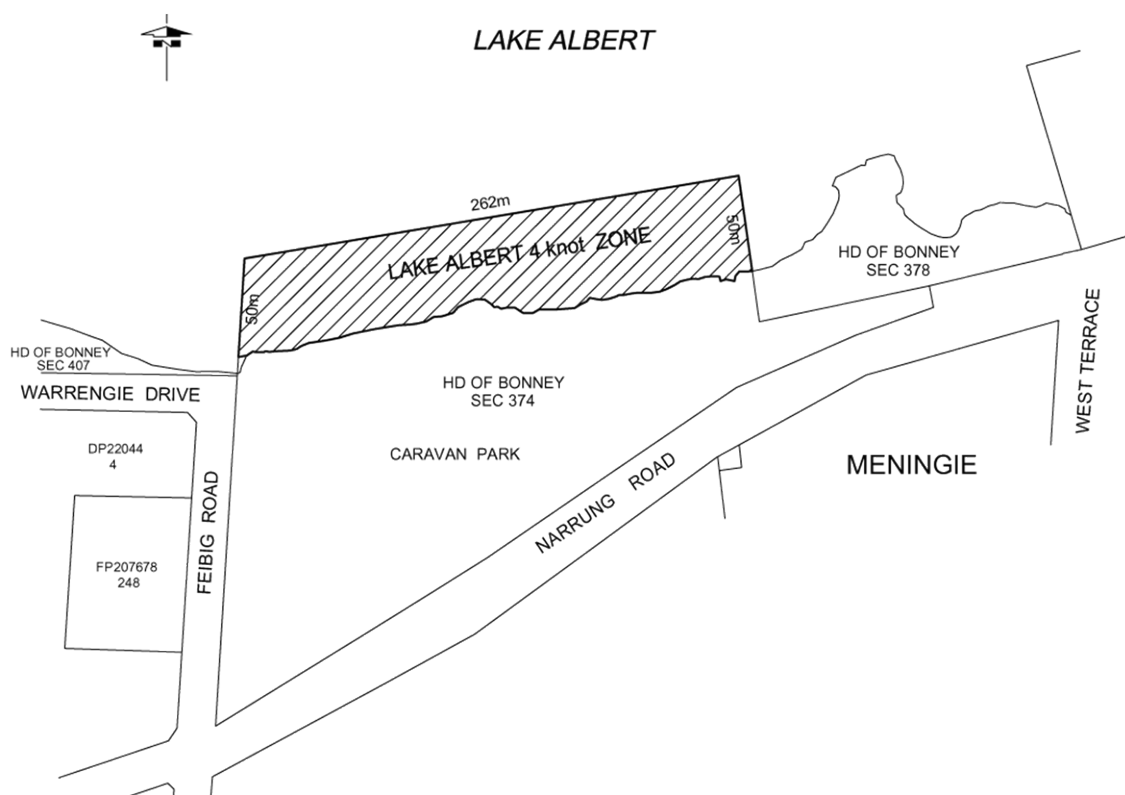 LAKE ALBERT
N
262m
50m
LAKE ALBERT 4 knot ZONE
50m
HD OF BONNEY
SEC 378
HD OF BONNEY
SEC 407
WARRENGIE DRIVE
HD OF BONNEY
SEC 374
WEST TERRACE
DP22044
4
CARAVAN PARK
MENINGIE
NARRUNG ROAD
FEIBIG ROAD
FP207678
248